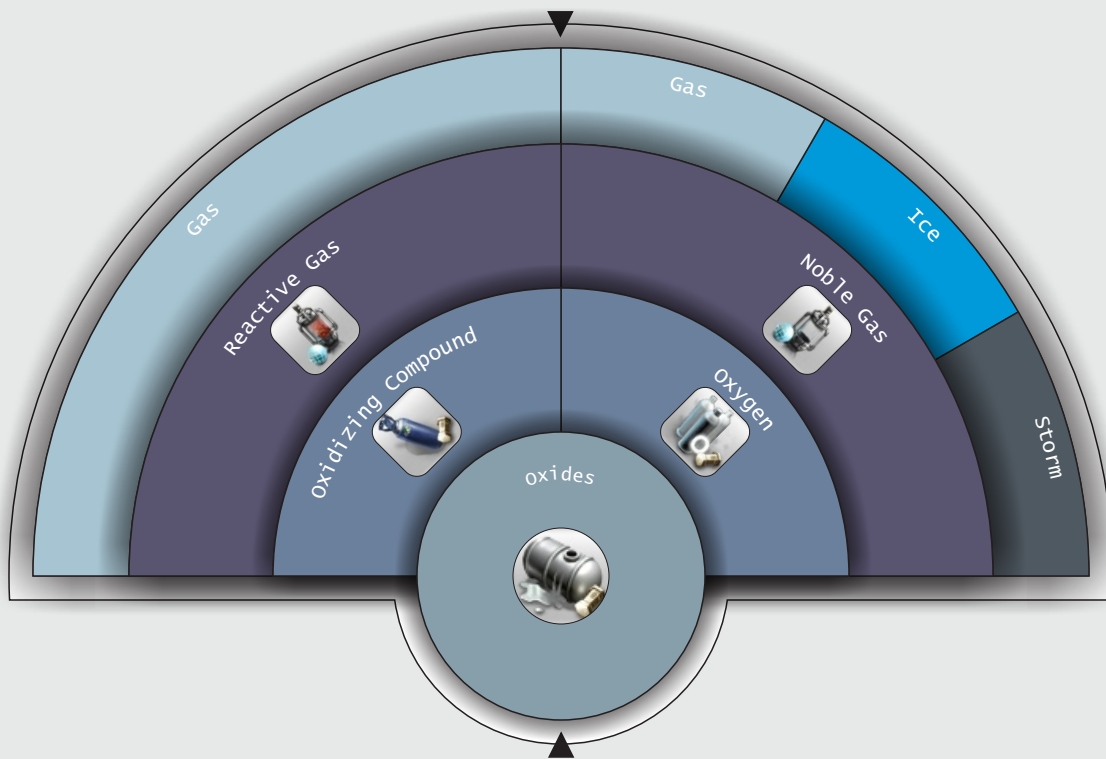 Gas
Gas
Ice
Storm
Reactive Gas
Noble Gas
Oxidizing Compound
Oxygen
Oxides